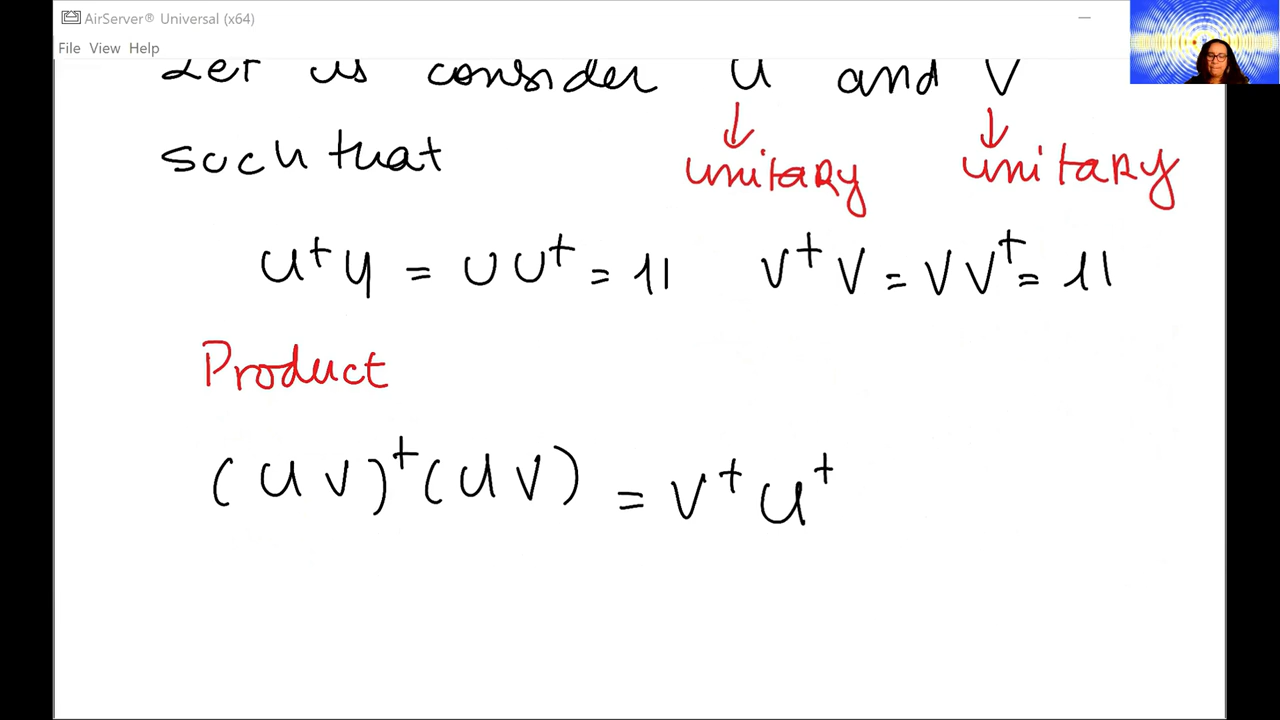 AirServer® Universal (x64)
File View Help
Let us consider U and V
such that
unitary unitary
U†U = UU† = 11 V†V = VV† = 11
Product
(UV)†(UV) = V†U†